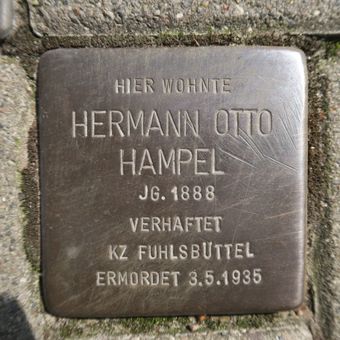 HIER WOHNTE
HERMANN OTTO
HAMPEL
JG. 1888
VERHAFTET
KZ FUHLSBÜTTEL
ERMORDET 3.5.1935